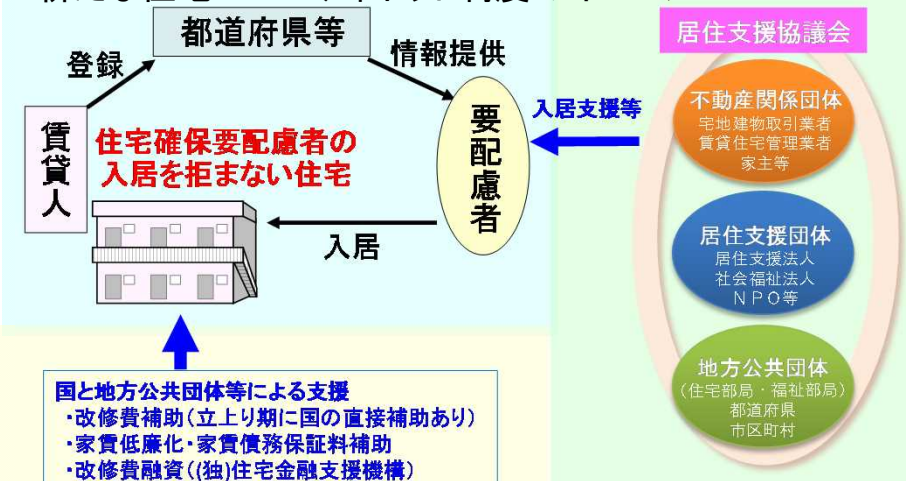 都道府県等
登録
情報提供
賃貸人
住宅確保要配慮者の
入居を拒まない住宅
要配慮者
入居
入居支援等
国と地方公共団体等による支援
・改修費補助(立上り期に国の直接補助あり)
・家賃低廉化・家賃債務保証料補助
・改修費融資((独)住宅金融支援機構)
居住支援協議会
不動産関係団体
宅地建物取引業者
賃貸住宅管理業者
家主等
居住支援団体
居住支援法人
社会福祉法人
NPO等
地方公共団体
(住宅部局・福祉部局)
都道府県
市区町村